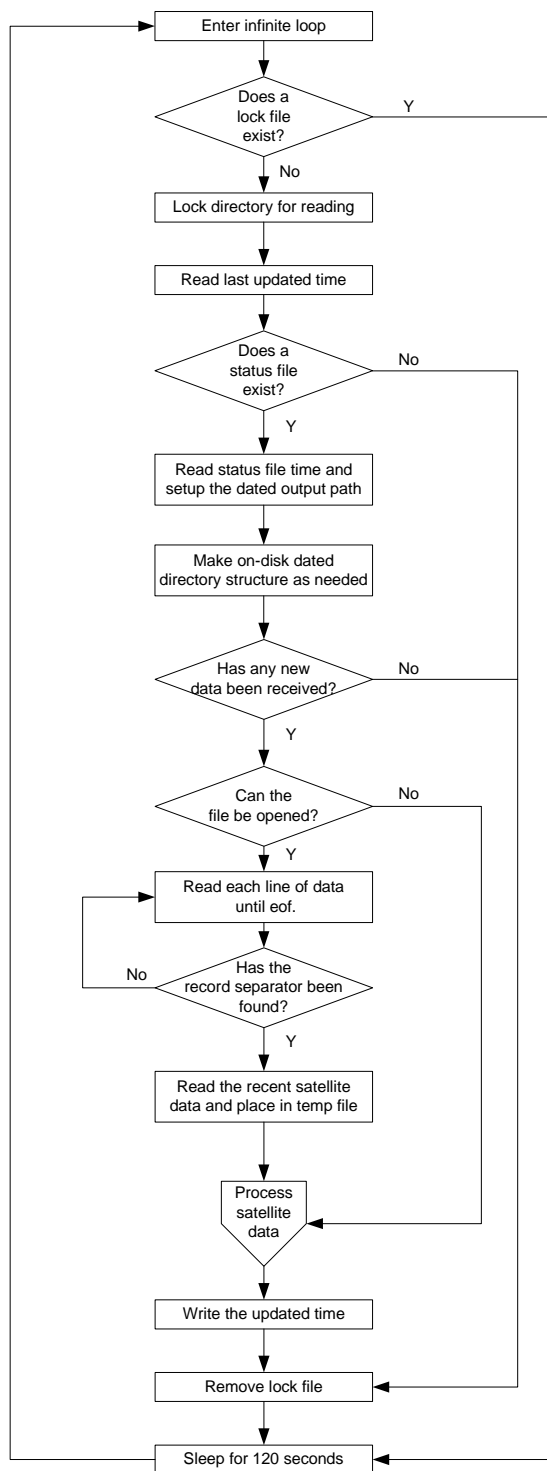 Enter infinite loop
Does a
lock file
exist?
Y
No
Lock directory for reading
Read last updated time
Does a
status file
exist?
No
Y
Read status file time and
setup the dated output path
Make on-disk dated
directory structure as needed
Has any new
data been received?
No
Y
Can the
file be opened?
No
Y
Read each line of data
until eof.
No
Has the
record separator been
found?
Y
Read the recent satellite
data and place in temp file
Process
satellite
data
Write the updated time
Remove lock file
Sleep for 120 seconds